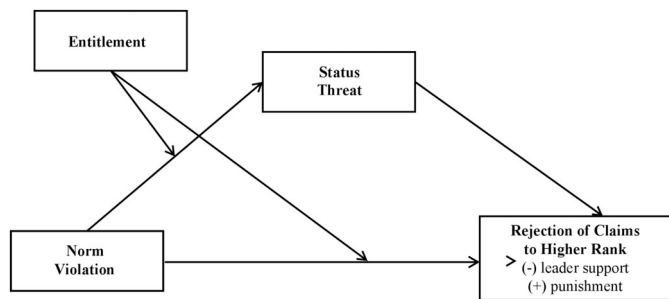 Entitlement
Status
Threat
Norm
Violation
Rejection of Claims
to Higher Rank
(-) leader support
(+) punishment